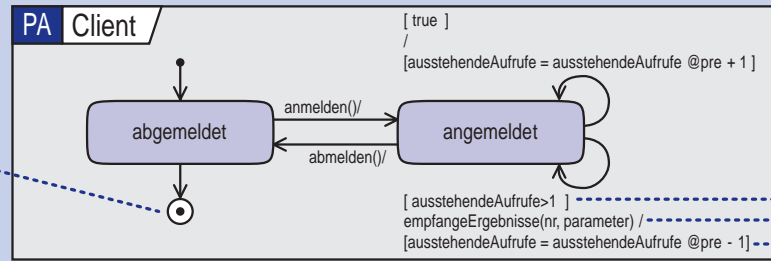 PA Client
[ true ]
/
[ausstehendeAufrufe = ausstehendeAufrufe @pre + 1 ]
anmelden()/
abgemeldet
angemeldet
abmelden()/
[ ausstehendeAufrufe>1 ]
empfangeErgebnisse(nr, parameter) /
[ausstehendeAufrufe = ausstehendeAufrufe @pre - 1]